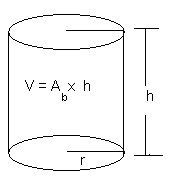 V = A_b x h
h
r